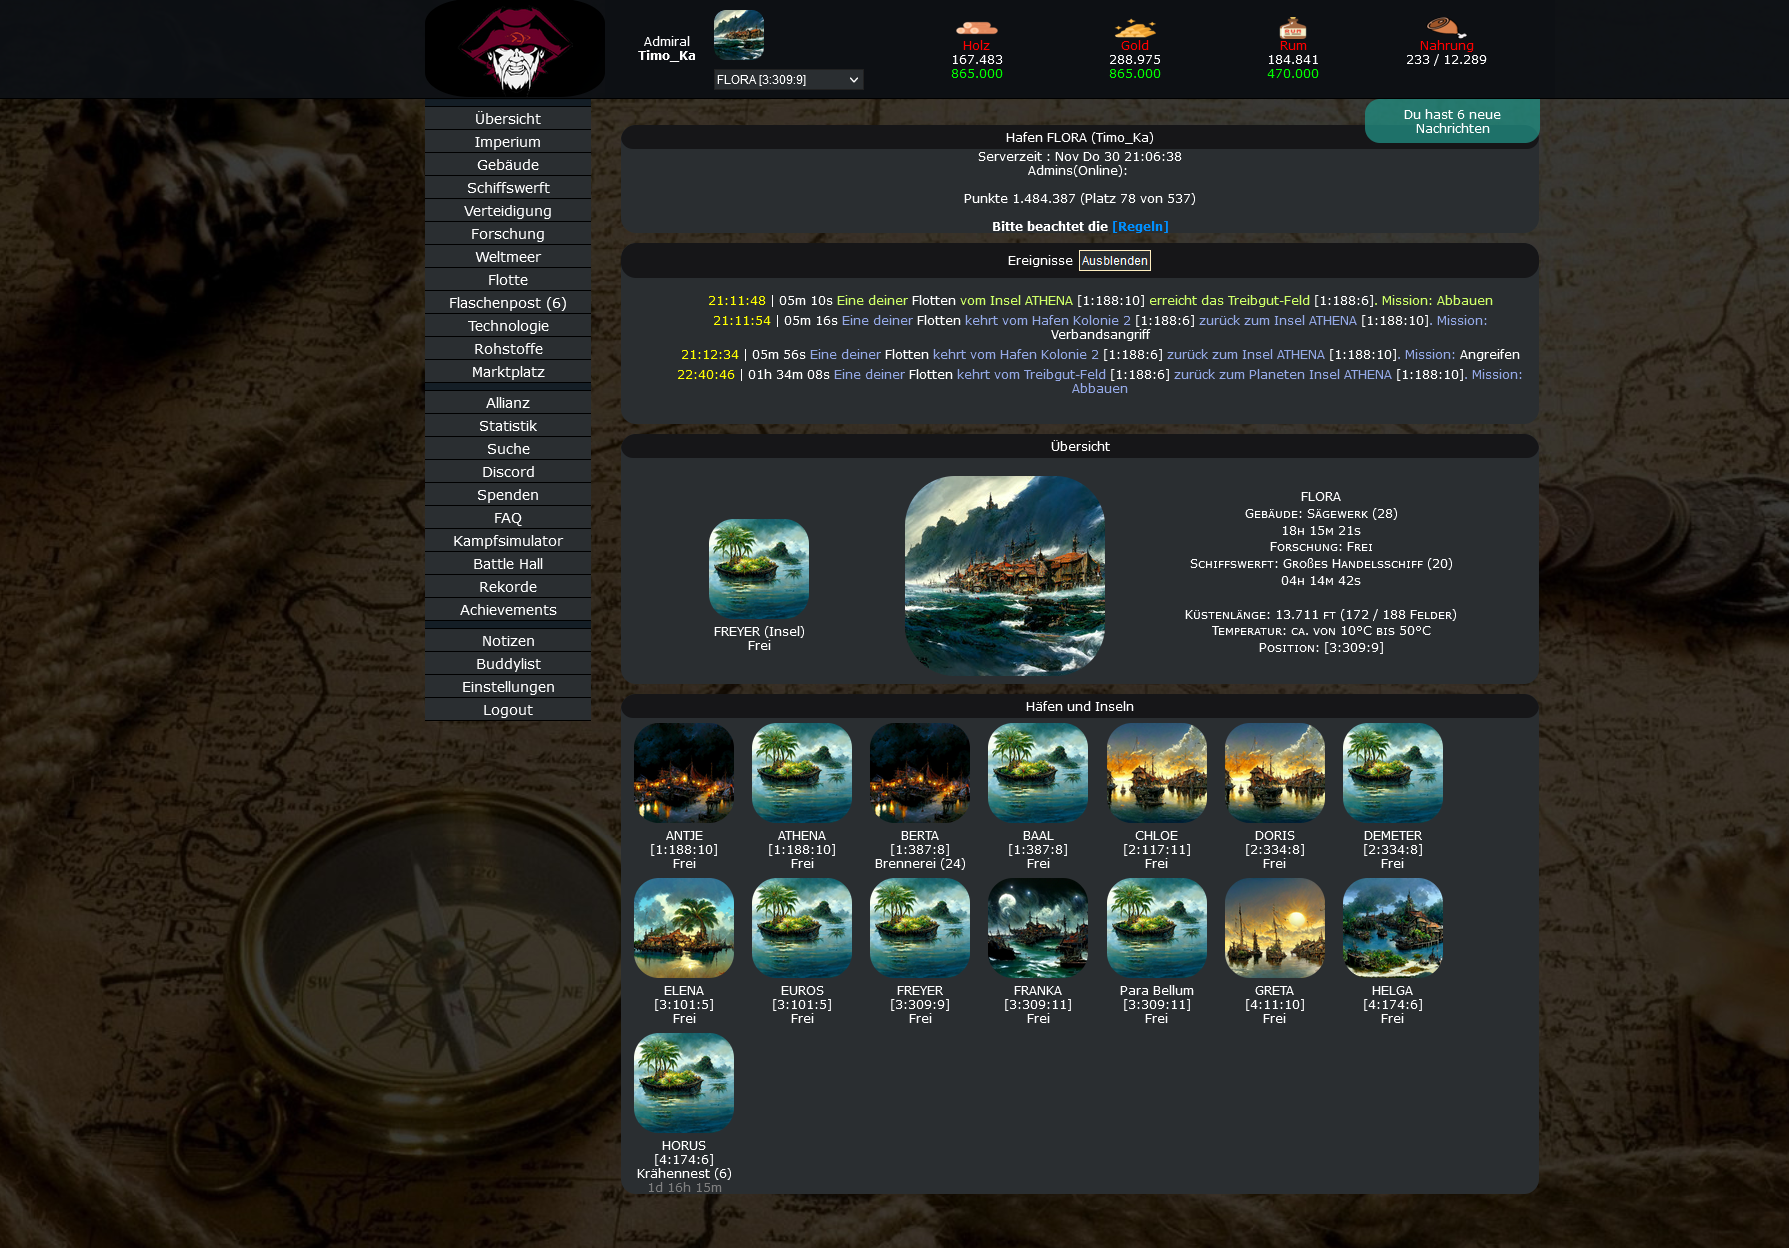 Admiral
Timo_Ka
FLORA [3:309:9]
Holz
167.483
865.000
Gold
288.975
865.000
Rum
184.841
470.000
Nahrung
233 / 12.289
Du hast 6 neue
Nachrichten
Übersicht
Imperium
Gebäude
Schiffswerft
Verteidigung
Forschung
Weltmeer
Flotte
Flaschenpost (6)
Technologie
Rohstoffe
Marktplatz
Allianz
Statistik
Suche
Discord
Spenden
FAQ
Kampfsimulator
Battle Hall
Rekorde
Achievements
Notizen
Buddylist
Einstellungen
Logout
Hafen FLORA (Timo_Ka)
Serverzeit : Nov Do 30 21:06:38
Admins(Online):
Punkte 1.484.387 (Platz 78 von 537)
Bitte beachtet die [Regeln]
Ereignisse Ausblenden
21:11:48 | 05m 10s Eine deiner Flotten vom Insel ATHENA [1:188:10] erreicht das Treibgut-Feld [1:188:6]. Mission: Abbauen
21:11:54 | 05m 16s Eine deiner Flotten kehrt vom Hafen Kolonie 2 [1:188:6] zurück zum Insel ATHENA [1:188:10]. Mission:
Verbandsangriff
21:12:34 | 05m 56s Eine deiner Flotten kehrt vom Hafen Kolonie 2 [1:188:6] zurück zum Insel ATHENA [1:188:10]. Mission: Angreifen
22:40:46 | 01h 34m 08s Eine deiner Flotten kehrt vom Treibgut-Feld [1:188:6] zurück zum Planeten Insel ATHENA [1:188:10]. Mission:
Abbauen
Übersicht
FREYER (Insel)
Frei
FLORA
Gebäude: Sägewerk (28)
18h 15m 21s
Forschung: Frei
Schiffswerft: Großes Handelsschiff (20)
04h 14m 42s
Küstenlänge: 13.711 ft (172 / 188 Felder)
Temperatur: ca. von 10°C bis 50°C
Position: [3:309:9]
Häfen und Inseln
ANTJE
[1:188:10]
Frei
ATHENA
[1:188:10]
Frei
BERTA
[1:387:8]
Brennerei (24)
BAAL
[1:387:8]
Frei
CHLOE
[2:117:11]
Frei
DORIS
[2:334:8]
Frei
DEMETER
[2:334:8]
Frei
ELENA
[3:101:5]
Frei
EUROS
[3:101:5]
Frei
FREYER
[3:309:9]
Frei
FRANKA
[3:309:11]
Frei
Para Bellum
[3:309:11]
Frei
GRETA
[4:11:10]
Frei
HELGA
[4:174:6]
Frei
HORUS
[4:174:6]
Krähennest (6)
1d 16h 15m
SW
NE